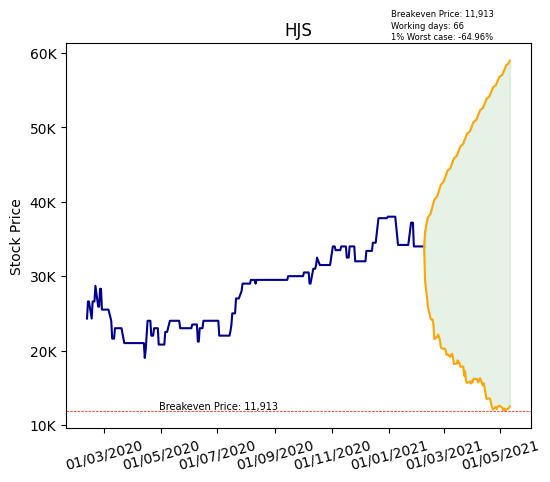 Breakeven Price: 11,913
Working days: 66
1% Worst case: -64.96%
HJS
60K
50K
40K
30K
20K
10K
Stock Price
Breakeven Price: 11,913
01/03/2020
01/05/2020
01/07/2020
01/09/2020
01/11/2020
01/01/2021
01/03/2021
01/05/2021